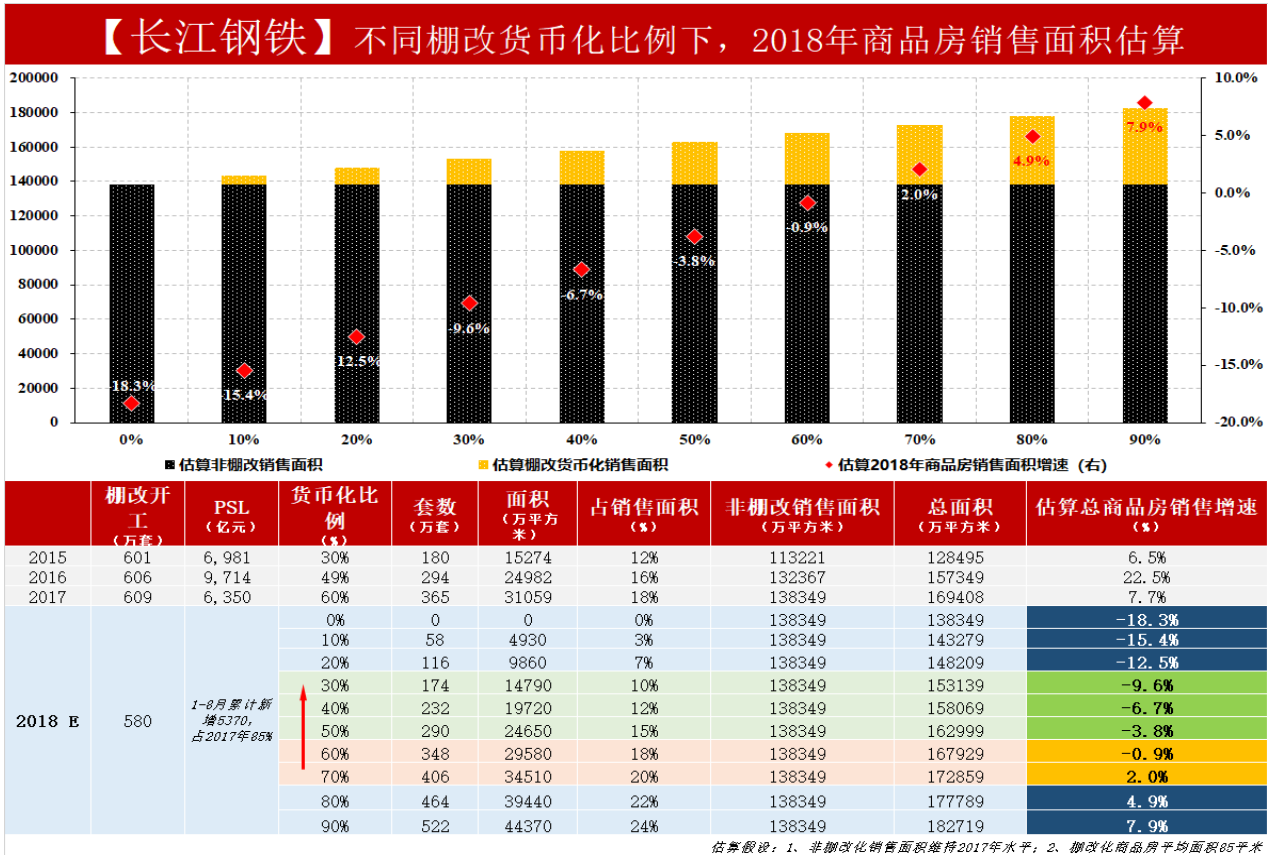 【长江钢铁】不同棚改货币化比例下，2018年商品房销售面积估算
200000
180000
160000
140000
120000
100000
80000
60000
40000
20000
0
10.0%
5.0%
0.0%
-5.0%
-10.0%
-15.0%
-20.0%
-18.3%
-15.4%
-12.5%
-9.6%
-6.7%
-3.8%
-0.9%
2.0%
4.9%
7.9%
0% 10% 20% 30% 40% 50% 60% 70% 80% 90%
估算非棚改销售面积 估算棚改货币化销售面积 估算2018年商品房销售面积增速（右）
棚改开工（万套） PSL（亿元） 货币化比例（%） 套数（万套） 面积（万平方米） 占销售面积（%） 非棚改销售面积（万平方米） 总面积（万平方米） 估算总商品房销售增速（%）
2015 601 6,981 30% 180 15274 12% 113221 128495 6.5%
2016 606 9,714 49% 294 24982 16% 132367 157349 22.5%
2017 609 6,350 60% 365 31059 18% 138349 169408 7.7%
2018 E 580 1-8月累计新增5370，占2017年85%
0% 0 0 0% 138349 138349 -18.3%
10% 58 4930 3% 138349 143279 -15.4%
20% 116 9860 7% 138349 148209 -12.5%
30% 174 14790 10% 138349 153139 -9.6%
40% 232 19720 12% 138349 158069 -6.7%
50% 290 24650 15% 138349 162999 -3.8%
60% 348 29580 18% 138349 167929 -0.9%
70% 406 34510 20% 138349 172859 2.0%
80% 464 39440 22% 138349 177789 4.9%
90% 522 44370 24% 138349 182719 7.9%
估算假设：1、非棚改化销售面积维持2017年水平；2、棚改化商品房平均面积85平米